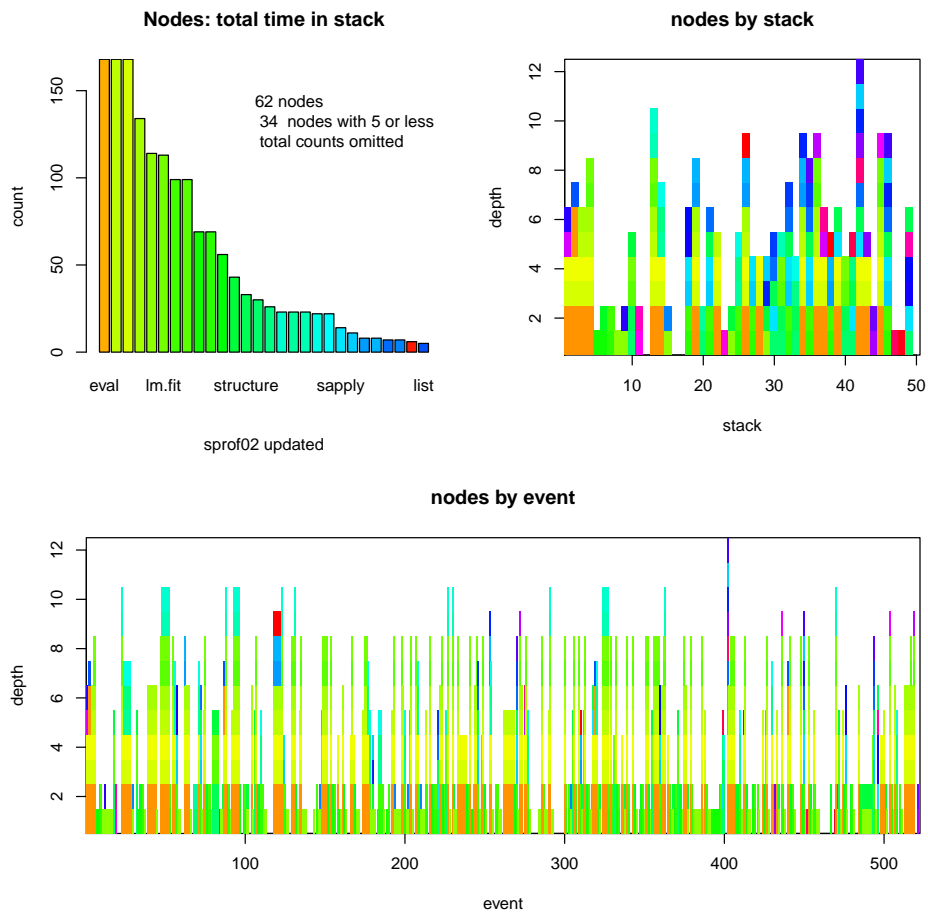 Nodes: total time in stack
62 nodes
34 nodes with 5 or less
total counts omitted
count
0
50
100
150
eval
lm.fit
structure
sapply
list
sprof02 updated
nodes by stack
depth
2
4
6
8
10
12
10
20
30
40
50
stack
nodes by event
depth
2
4
6
8
10
12
100
200
300
400
500
event